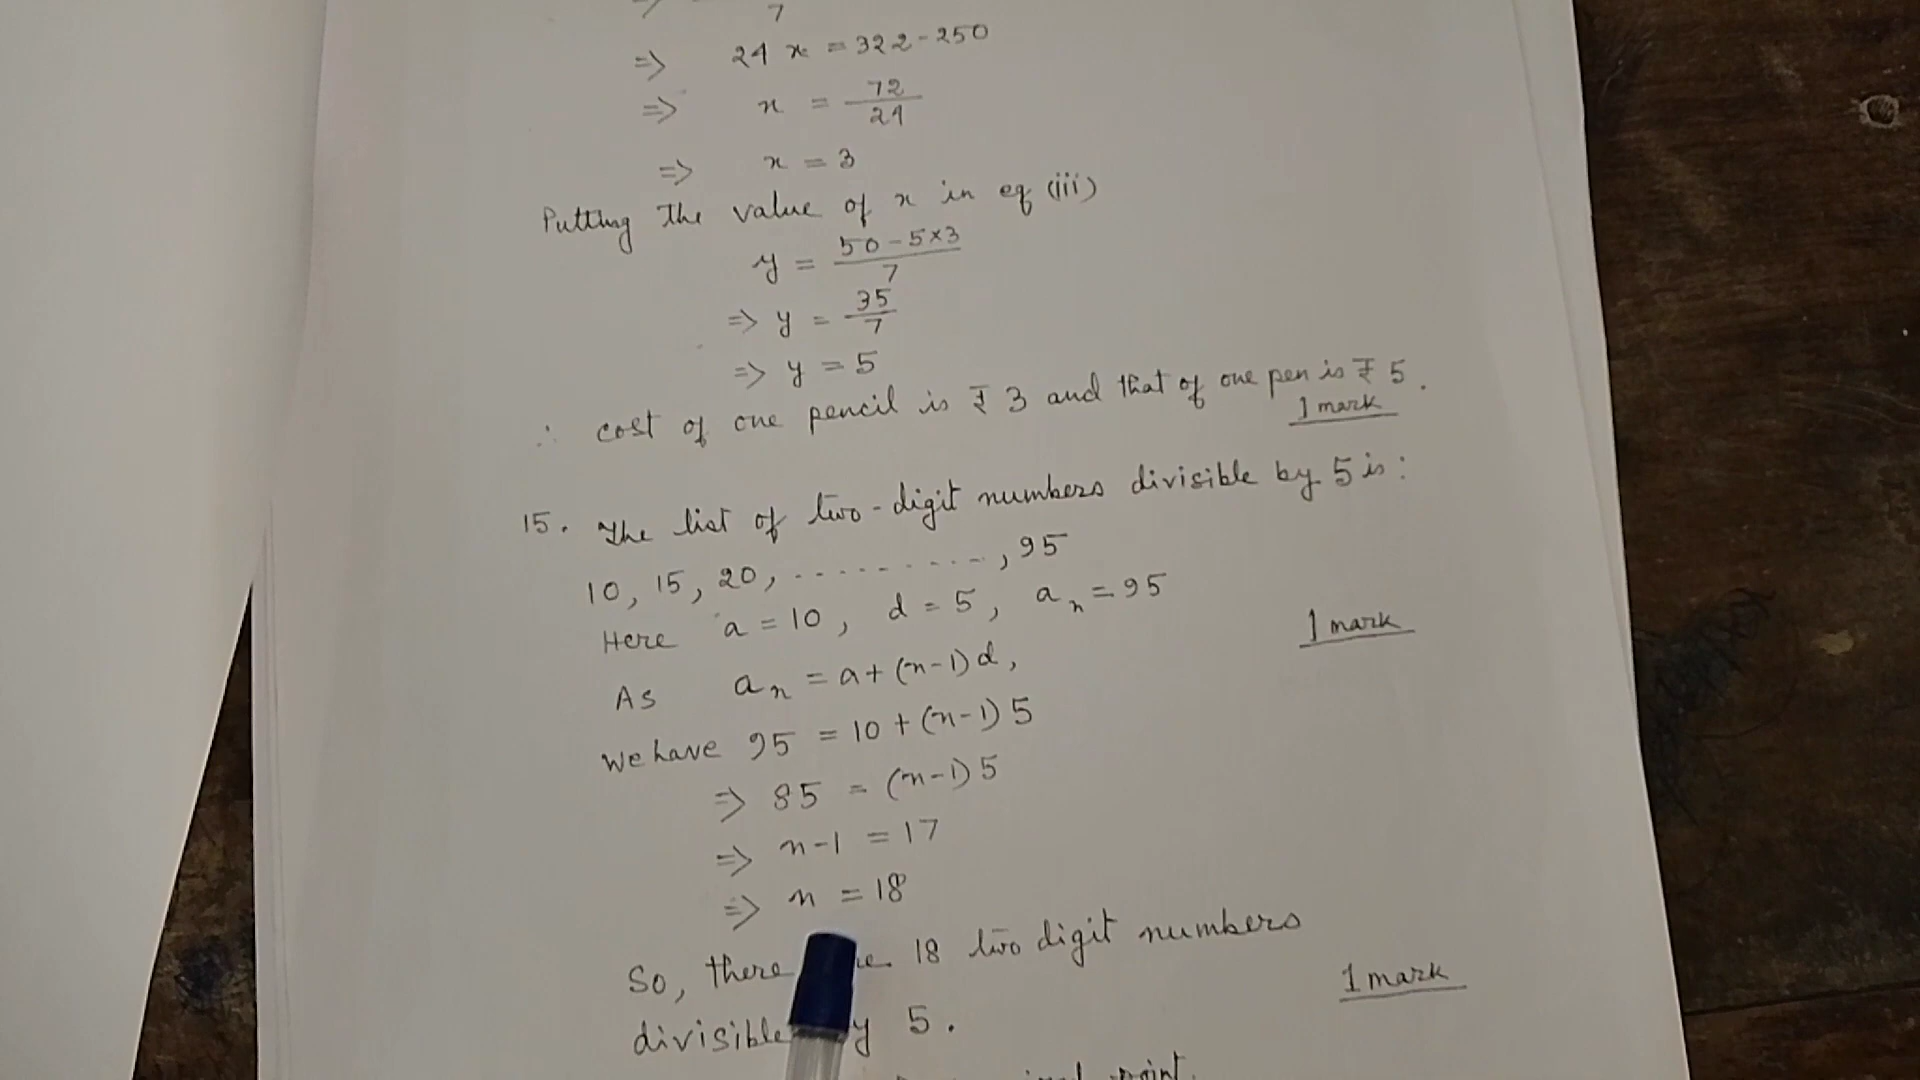 7
⇒ 24 x = 322 - 250
⇒ x = 72/24
⇒ x = 3
Putting the value of x in eq (iii)
y = (50 - 5×3)/7
⇒ y = 35/7
⇒ y = 5
∴ cost of one pencil is ₹ 3 and that of one pen is ₹ 5.
1 mark
15. The list of two-digit numbers divisible by 5 is:
10, 15, 20, ..........., 95
Here a = 10, d = 5, aₙ = 95
1 mark
As aₙ = a + (n-1)d,
We have 95 = 10 + (n-1) 5
⇒ 85 = (n-1) 5
⇒ n-1 = 17
⇒ n = 18
So, there 18 two digit numbers
1 mark
divisible 5.
point